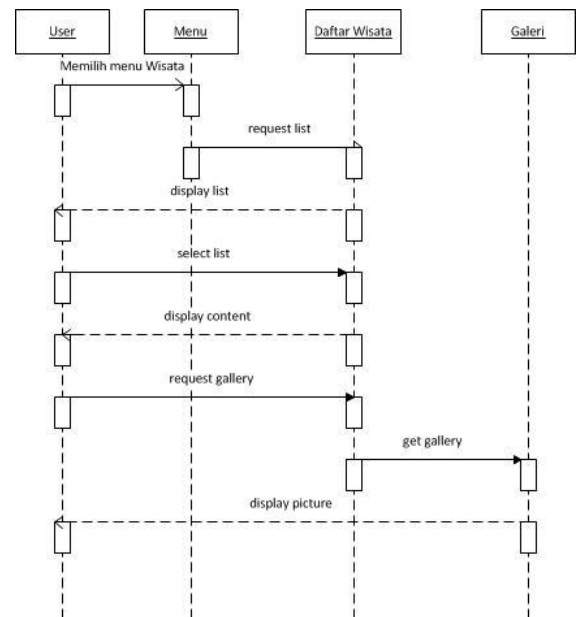 User
Menu
Daftar Wisata
Galeri
Memilih menu Wisata
request list
display list
select list
display content
request gallery
get gallery
display picture